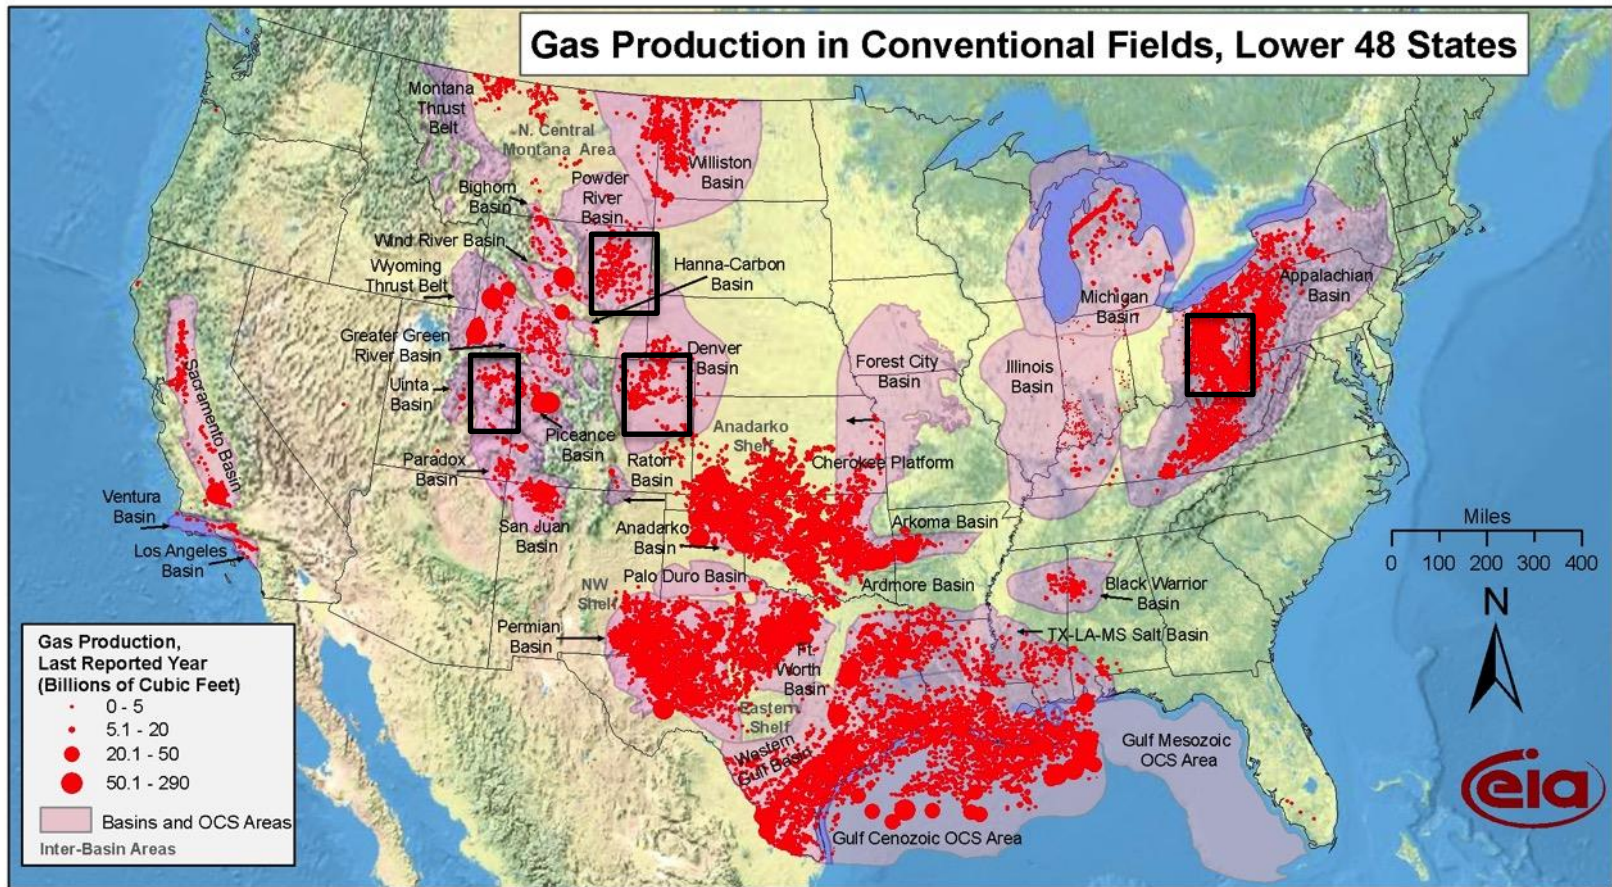 Gas Production in Conventional Fields, Lower 48 States
Montana
Thrust
Belt
N. Central
Montana Area
Williston
Basin
Powder
River
Basin
Bighorn
Basin
Wind River Basin
Wyoming
Thrust Belt
Hanna-Carbon
Basin
Greater Green
River Basin
Uinta
Basin
Denver
Basin
Forest City
Basin
Illinois
Basin
Michigan
Basin
Appalachian
Basin
Sacramento Basin
Piceance
Basin
Anadarko
Shelf
Cherokee Platform
Paradox
Basin
Raton
Basin
Ventura
Basin
Los Angeles
Basin
San Juan
Basin
Anadarko
Basin
Arkoma Basin
Palo Duro Basin
Ardmore Basin
NW
Shelf
Black Warrior
Basin
Permian
Basin
TX-LA-MS Salt Basin
Ft.
Worth
Basin
Eastern
Shelf
Western
Gulf Basin
Gulf Mesozoic
OCS Area
Gulf Cenozoic OCS Area
Miles
0 100 200 300 400
N
eia
Gas Production,
Last Reported Year
(Billions of Cubic Feet)
0 - 5
5.1 - 20
20.1 - 50
50.1 - 290
Basins and OCS Areas
Inter-Basin Areas